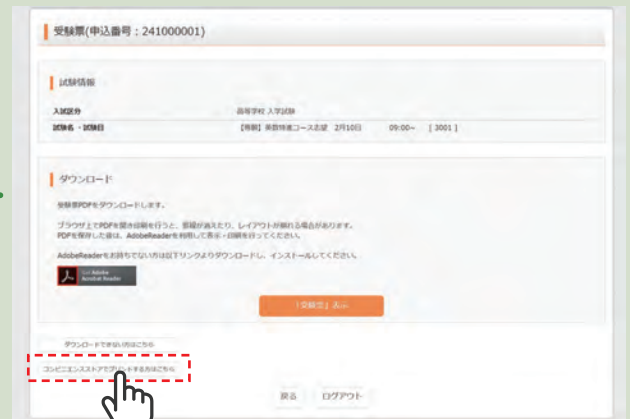 受験票(申込番号：241000001)
試験情報
入試区分 高等学校 入学試験
試験名・試験日 【専願】英数特進コース志望 2月10日 09:00~ [ 3001 ]
ダウンロード
受験票PDFをダウンロードします。
ブラウザ上でPDFを開き印刷を行うと、罫線が消えたり、レイアウトが崩れる場合があります。
PDFを保存した後は、AdobeReaderを利用して表示・印刷を行ってください。
AdobeReaderをお持ちでない方は以下リンクよりダウンロードし、インストールしてください。
Get Adobe
Acrobat Reader
「受験票」表示
ダウンロードできない方はこちら
コンビニエンスストアでプリントする方はこちら
戻る ログアウト